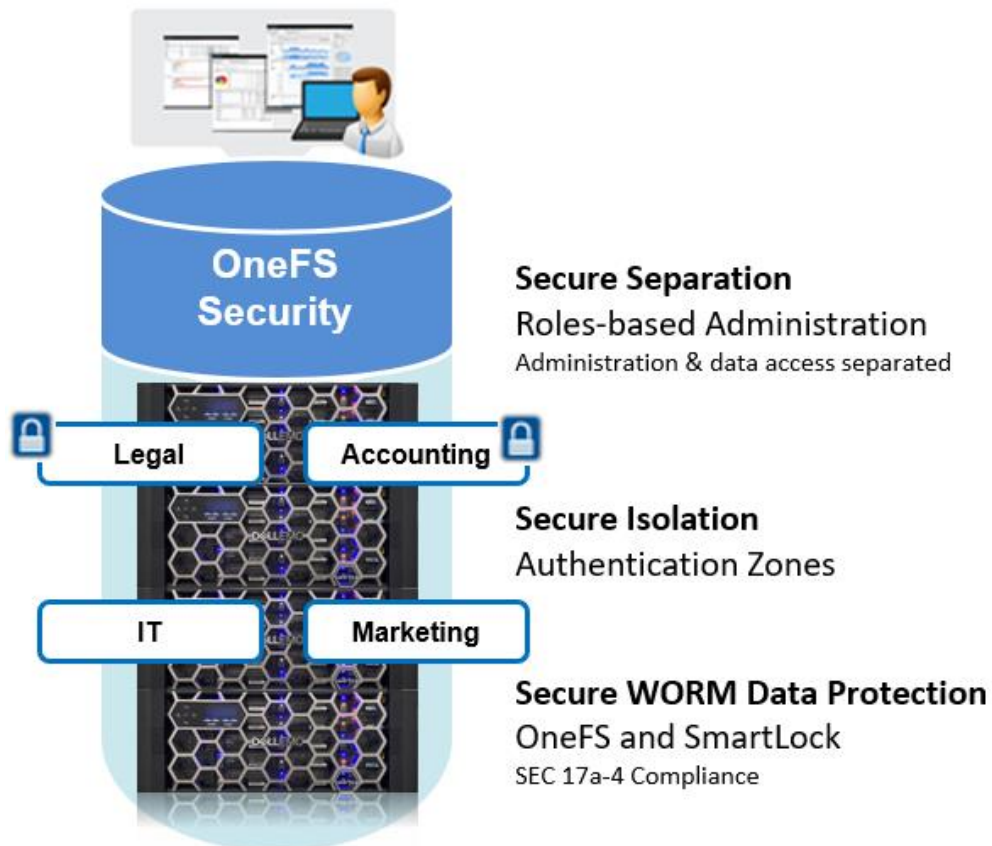 OneFS
Security
Secure Separation
Roles-based Administration
Administration & data access separated
Legal
Accounting
Secure Isolation
Authentication Zones
IT
Marketing
Secure WORM Data Protection
OneFS and SmartLock
SEC 17a-4 Compliance
DELLEMC